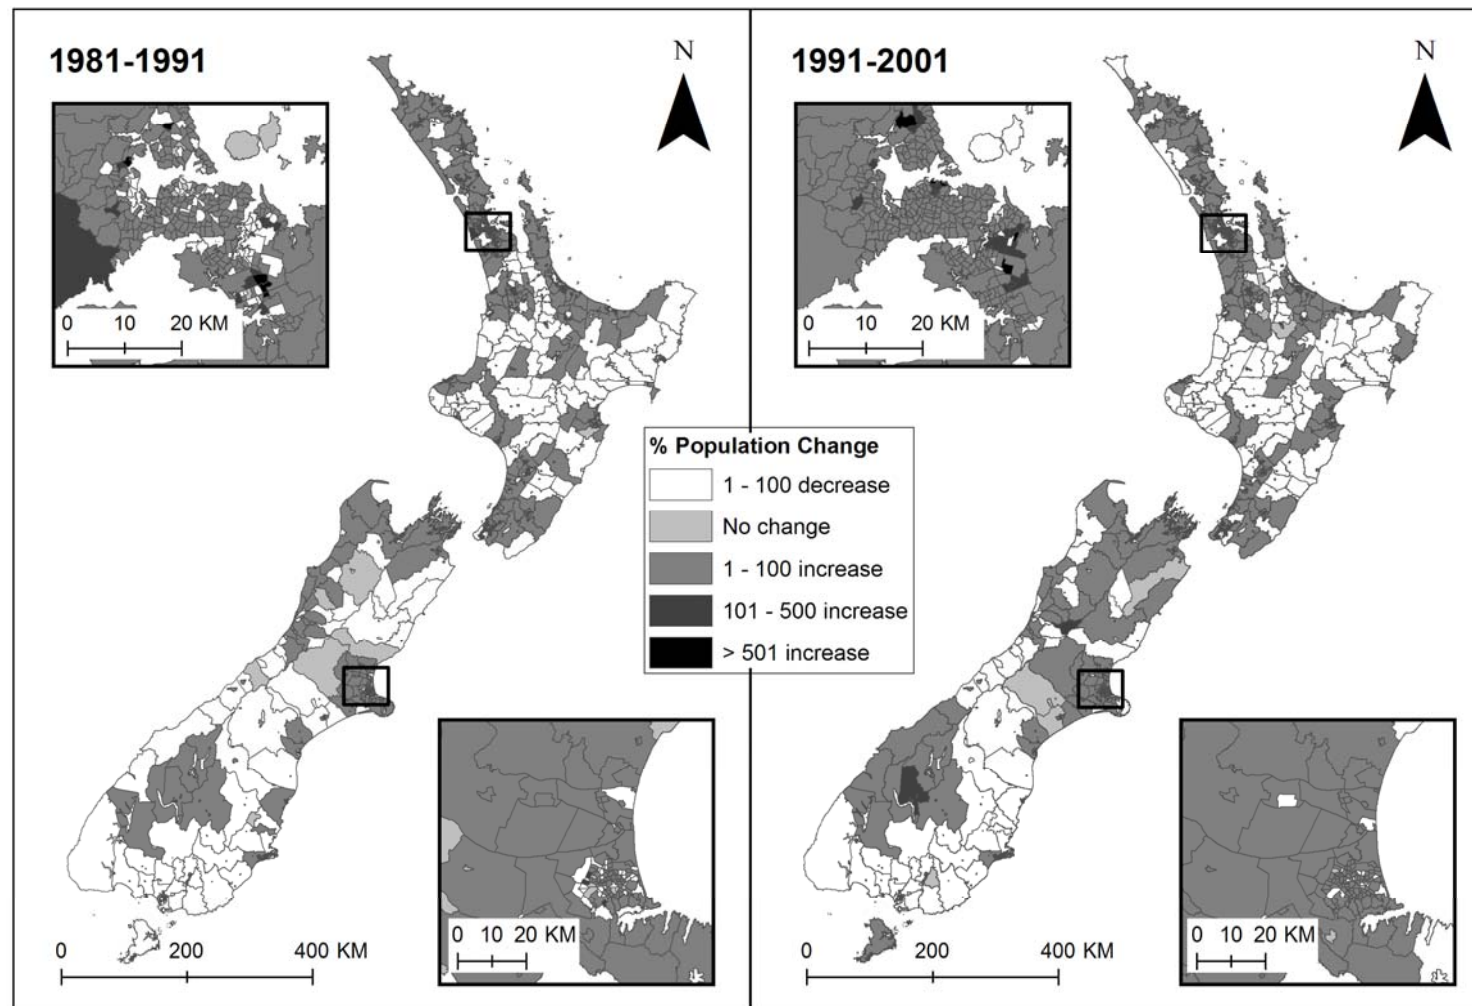 1981-1991
N
0 10 20 KM
1991-2001
N
0 10 20 KM
% Population Change
1 - 100 decrease
No change
1 - 100 increase
101 - 500 increase
> 501 increase
0 10 20 KM
0 200 400 KM
0 10 20 KM
0 200 400 KM